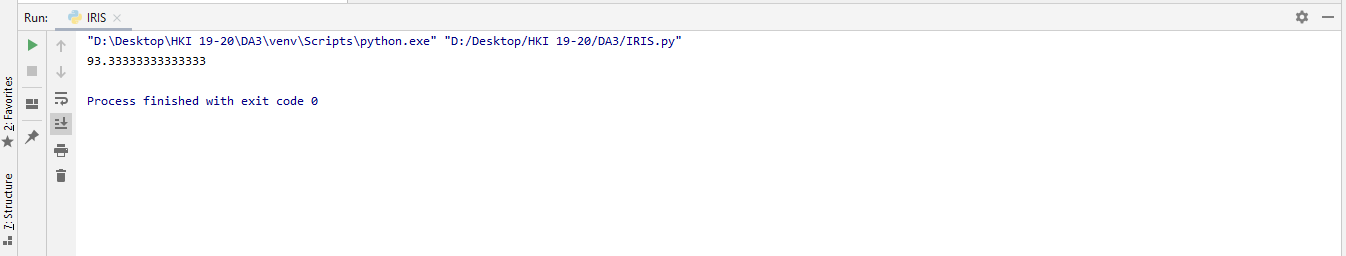 Run:
IRIS
"D:\Desktop\HKI 19-20\DA3\venv\Scripts\python.exe" "D:/Desktop/HKI 19-20/DA3/IRIS.py"
93.33333333333333
Process finished with exit code 0
2: Favorites
7: Structure